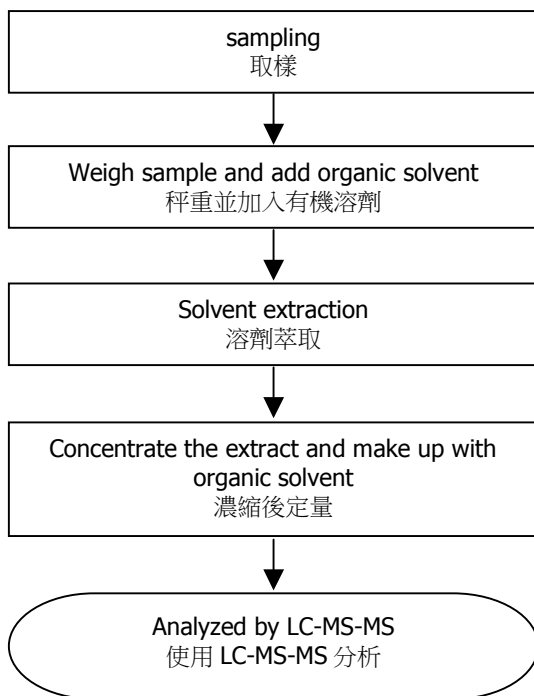 sampling
取樣
Weigh sample and add organic solvent
秤重並加入有機溶劑
Solvent extraction
溶劑萃取
Concentrate the extract and make up with
organic solvent
濃縮後定量
Analyzed by LC-MS-MS
使用 LC-MS-MS 分析